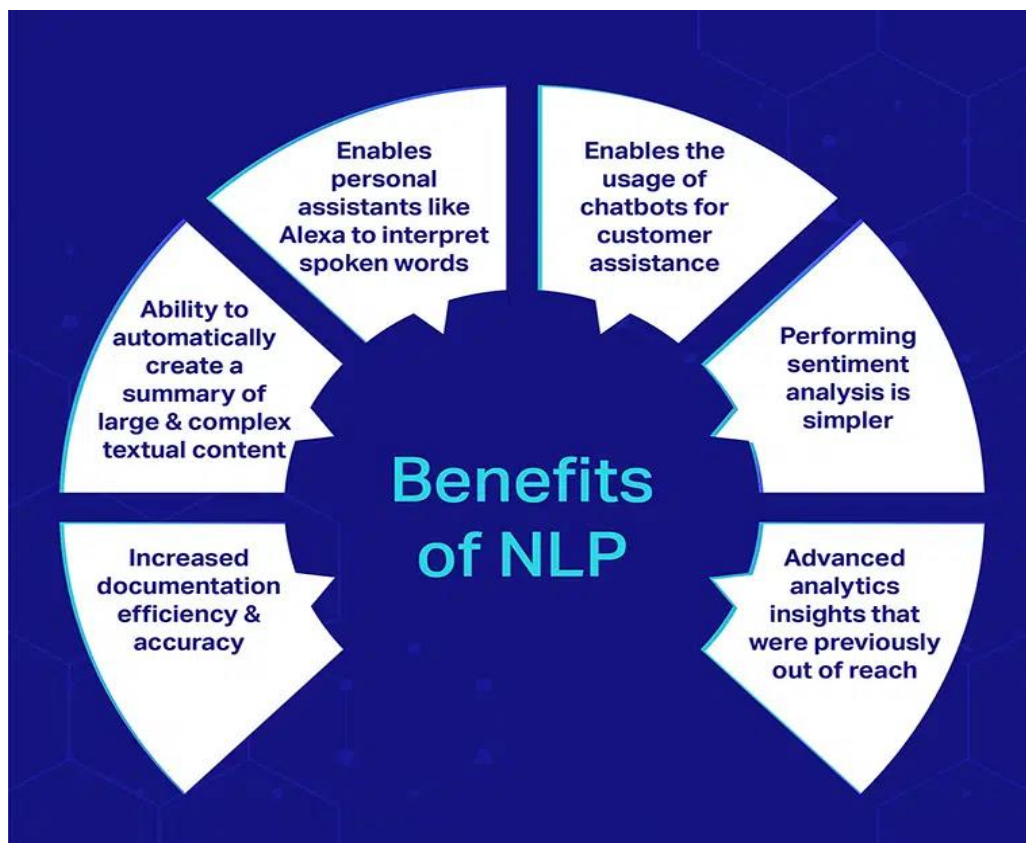 Enables
personal
assistants like
Alexa to interpret
spoken words
Enables the
usage of
chatbots for
customer
assistance
Ability to
automatically
create a
summary of
large & complex
textual content
Performing
sentiment
analysis is
simpler
Benefits
of NLP
Increased
documentation
efficiency &
accuracy
Advanced
analytics
insights that
were previously
out of reach